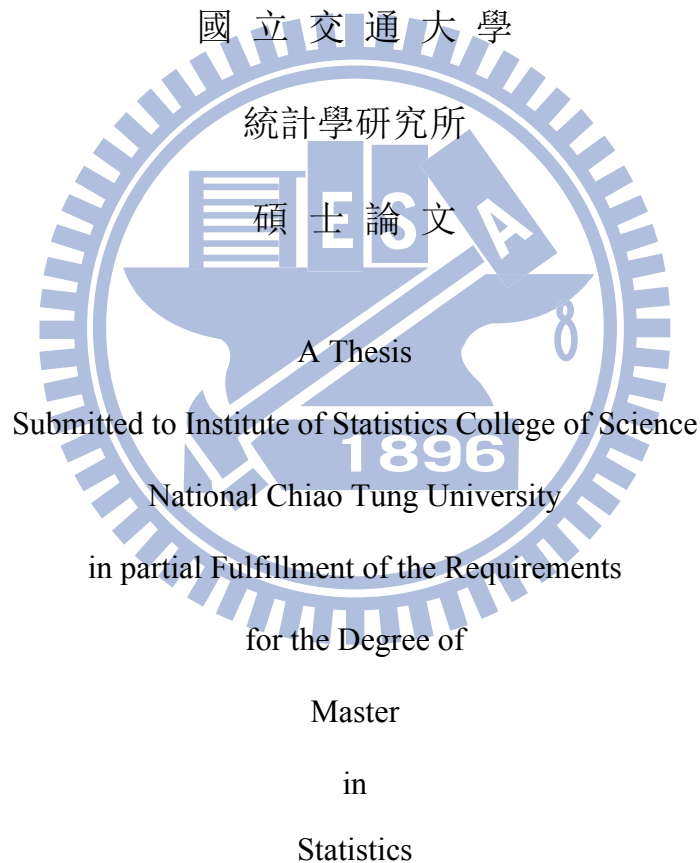 國 立 交 通 大 學
統計學研究所
E S A
碩 士 論 文
A Thesis
Submitted to Institute of Statistics College of Science
1896
National Chiao Tung University
in partial Fulfillment of the Requirements
for the Degree of
Master
in
Statistics